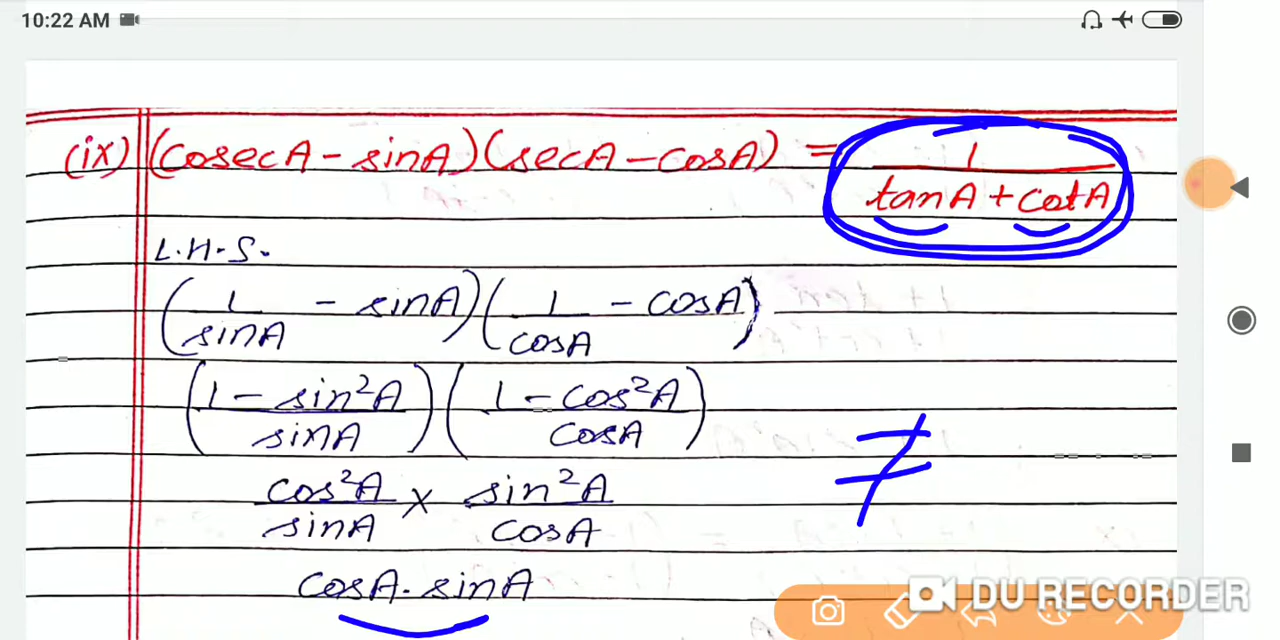 10:22 AM
(ix) (cosecA - sinA)(secA - cosA) = 1/(tanA + cotA)
L.H.S.
(1/sinA - sinA)(1/cosA - cosA)
((1 - sin²A)/sinA)((1 - cos²A)/cosA)
≠
cos²A/sinA × sin²A/cosA
cosA . sinA
DU RECORDER